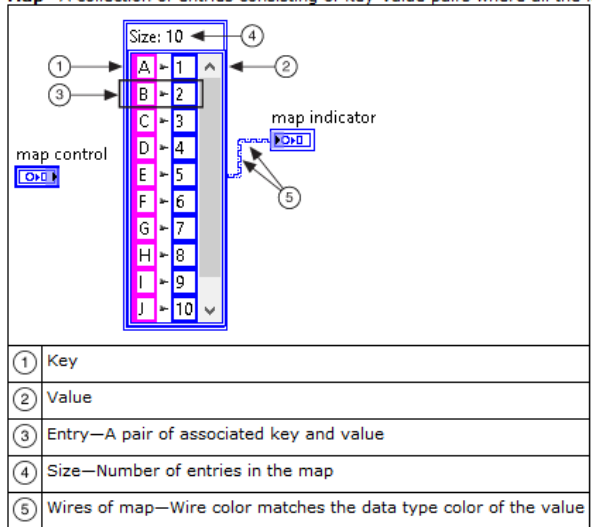 Size: 10
1
A 1
2
3
B 2
C 3
map indicator
D 4
map control
E 5
5
F 6
G 7
H 8
I 9
J 10
4
1 Key
2 Value
3 Entry—A pair of associated key and value
4 Size—Number of entries in the map
5 Wires of map—Wire color matches the data type color of the value